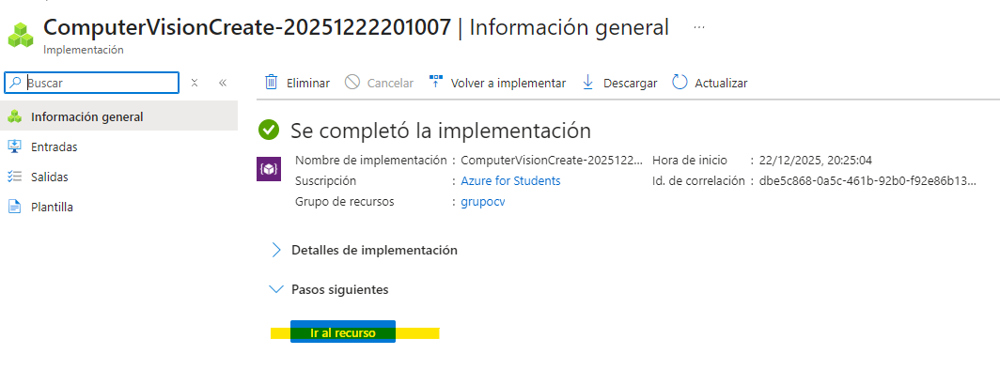 ComputerVisionCreate-20251222201007 | Información general ...
Implementación
Buscar
Eliminar Cancelar Volver a implementar Descargar Actualizar
Información general
Entradas
Salidas
Plantilla
Se completó la implementación
Nombre de implementación : ComputerVisionCreate-2025122... Hora de inicio : 22/12/2025, 20:25:04
Suscripción : Azure for Students Id. de correlación : dbe5c868-0a5c-461b-92b0-f92e86b13...
Grupo de recursos : grupocv
Detalles de implementación
Pasos siguientes
Ir al recurso